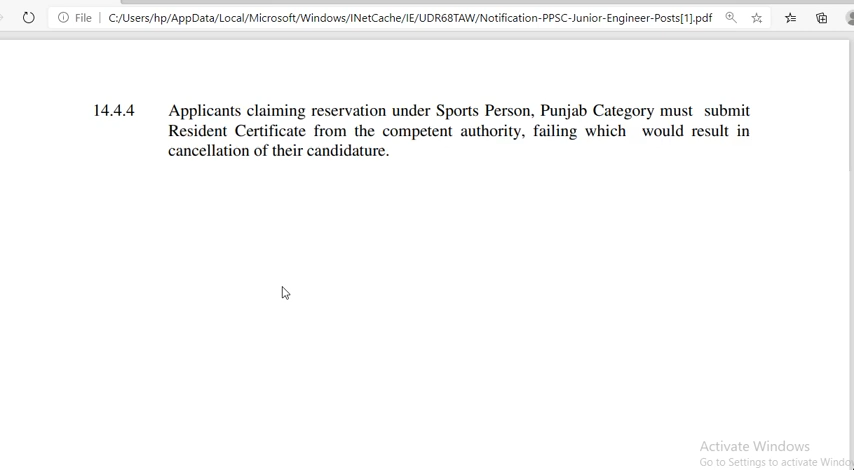 File | C:/Users/hp/AppData/Local/Microsoft/Windows/INetCache/IE/UDR68TAW/Notification-PPSC-Junior-Engineer-Posts[1].pdf
14.4.4 Applicants claiming reservation under Sports Person, Punjab Category must submit
Resident Certificate from the competent authority, failing which would result in
cancellation of their candidature.
Activate Windows
Go to Settings to activate Windo